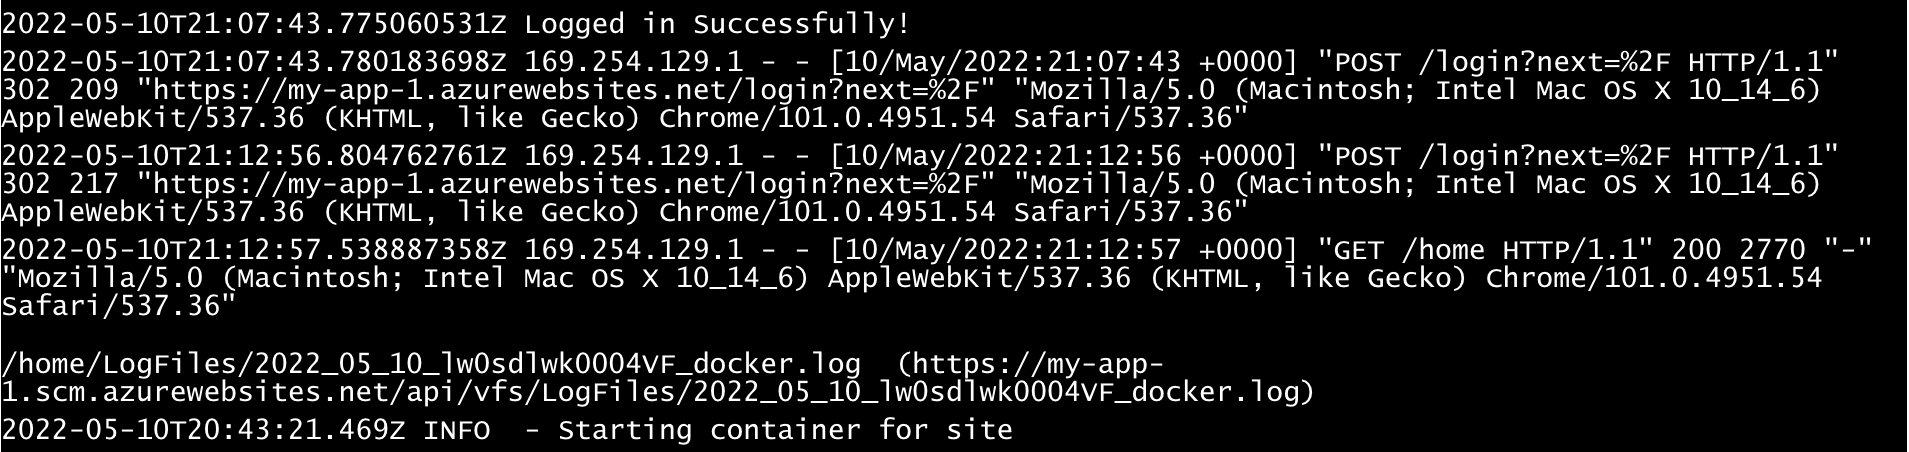 2022-05-10T21:07:43.775060531Z Logged in Successfully!
2022-05-10T21:07:43.780183698Z 169.254.129.1 - - [10/May/2022:21:07:43 +0000] "POST /login?next=%2F HTTP/1.1"
302 209 "https://my-app-1.azurewebsites.net/login?next=%2F" "Mozilla/5.0 (Macintosh; Intel Mac OS X 10_14_6)
AppleWebKit/537.36 (KHTML, like Gecko) Chrome/101.0.4951.54 Safari/537.36"
2022-05-10T21:12:56.804762761Z 169.254.129.1 - - [10/May/2022:21:12:56 +0000] "POST /login?next=%2F HTTP/1.1"
302 217 "https://my-app-1.azurewebsites.net/login?next=%2F" "Mozilla/5.0 (Macintosh; Intel Mac OS X 10_14_6)
AppleWebKit/537.36 (KHTML, like Gecko) Chrome/101.0.4951.54 Safari/537.36"
2022-05-10T21:12:57.538887358Z 169.254.129.1 - - [10/May/2022:21:12:57 +0000] "GET /home HTTP/1.1" 200 2770 "-"
"Mozilla/5.0 (Macintosh; Intel Mac OS X 10_14_6) AppleWebKit/537.36 (KHTML, like Gecko) Chrome/101.0.4951.54
Safari/537.36"
/home/LogFiles/2022_05_10_lw0sdlwk0004VF_docker.log  (https://my-app-
1.scm.azurewebsites.net/api/vfs/LogFiles/2022_05_10_lw0sdlwk0004VF_docker.log)
2022-05-10T20:43:21.469Z INFO  - Starting container for site